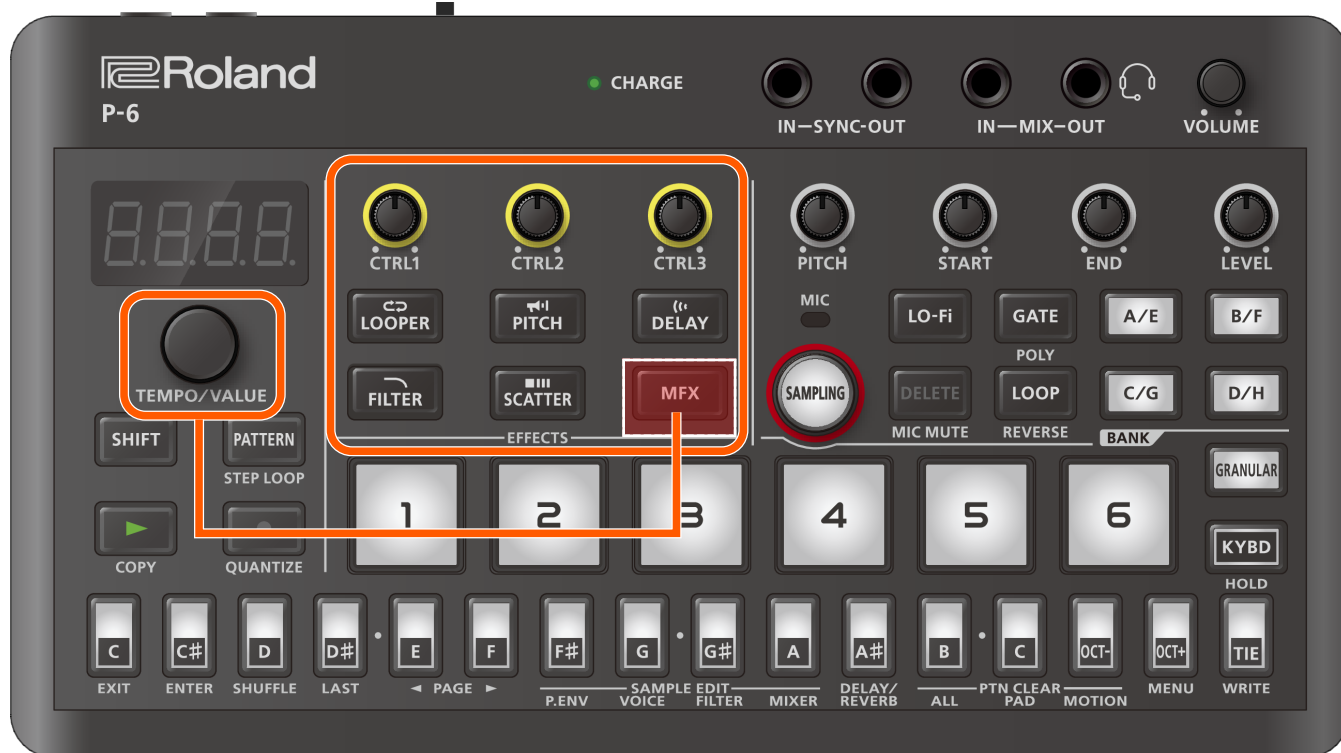 Roland
P-6
CHARGE
IN—SYNC-OUT
IN—MIX—OUT
VOLUME
8.8.8.8.
CTRL1
CTRL2
CTRL3
PITCH
START
END
LEVEL
TEMPO/VALUE
LOOPER
PITCH
DELAY
MIC
LO-Fi
GATE
A/E
B/F
POLY
FILTER
SCATTER
MFX
SAMPLING
DELETE
LOOP
C/G
D/H
MIC MUTE
REVERSE
BANK
EFFECTS
SHIFT
PATTERN
STEP LOOP
GRANULAR
1
2
3
4
5
6
KYBD
HOLD
COPY
QUANTIZE
C
C#
D
D#
E
F
F#
G
G#
A
A#
B
C
OCT-
OCT+
TIE
EXIT
ENTER
SHUFFLE
LAST
◄ PAGE ►
SAMPLE EDIT
P.ENV
VOICE
FILTER
MIXER
DELAY/
REVERB
PTN CLEAR
ALL
PAD
MOTION
MENU
WRITE